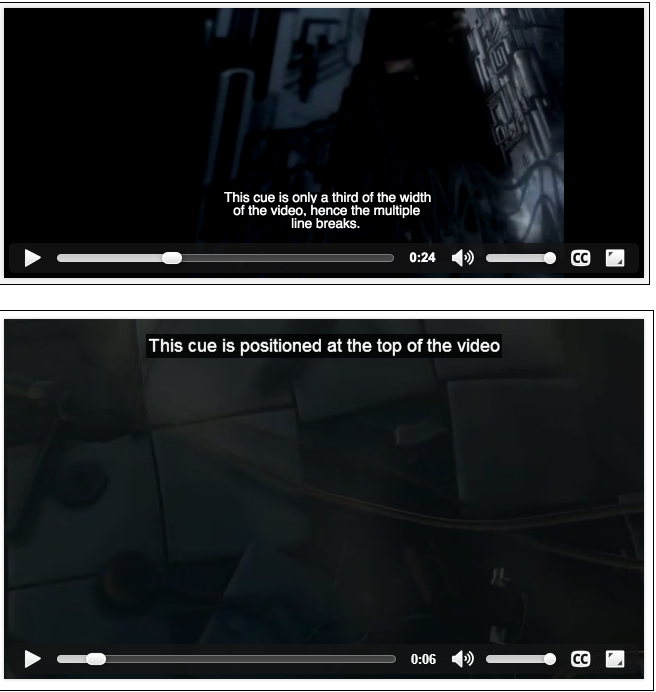 This cue is only a third of the width
of the video, hence the multiple
line breaks.
0:24
CC
This cue is positioned at the top of the video
0:06
CC